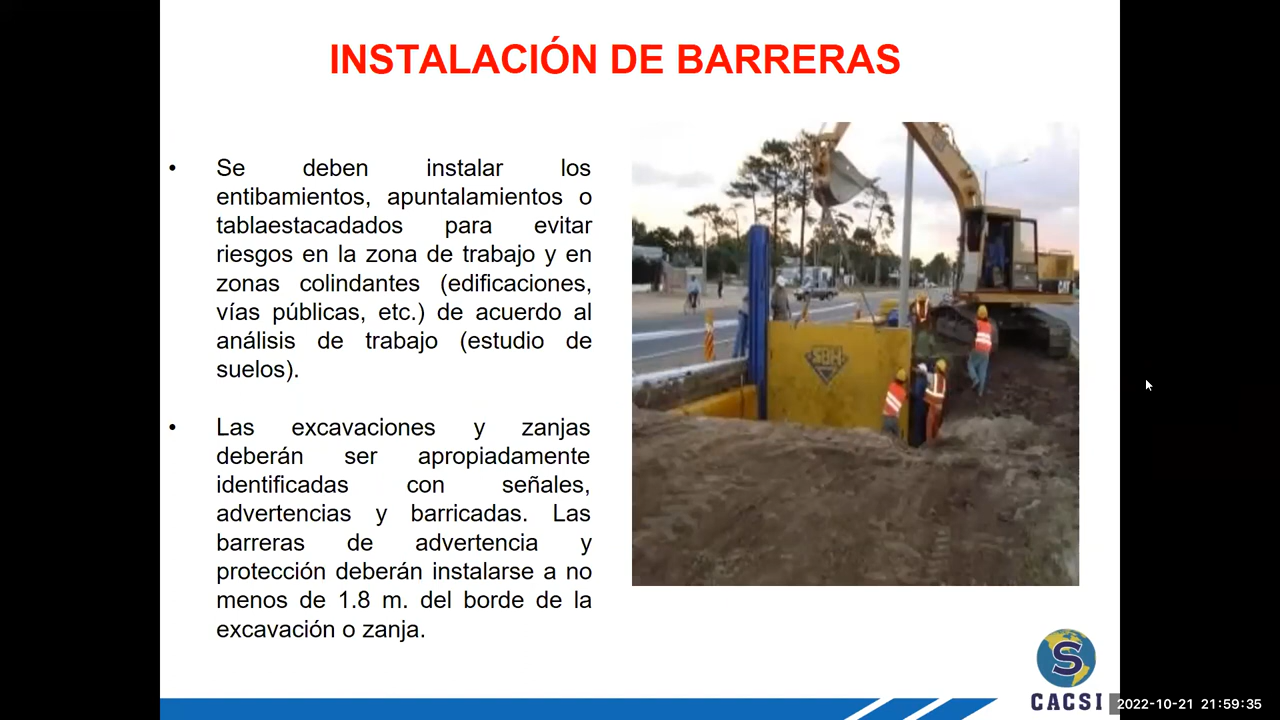 INSTALACIÓN DE BARRERAS
• Se deben instalar los
entibamientos, apuntalamientos o
tablaestacadados para evitar
riesgos en la zona de trabajo y en
zonas colindantes (edificaciones,
vías públicas, etc.) de acuerdo al
análisis de trabajo (estudio de
suelos).
• Las excavaciones y zanjas
deberán ser apropiadamente
identificadas con señales,
advertencias y barricadas. Las
barreras de advertencia y
protección deberán instalarse a no
menos de 1.8 m. del borde de la
excavación o zanja.
SBH
CAT
S
CACSI
2022-10-21 21:59:35